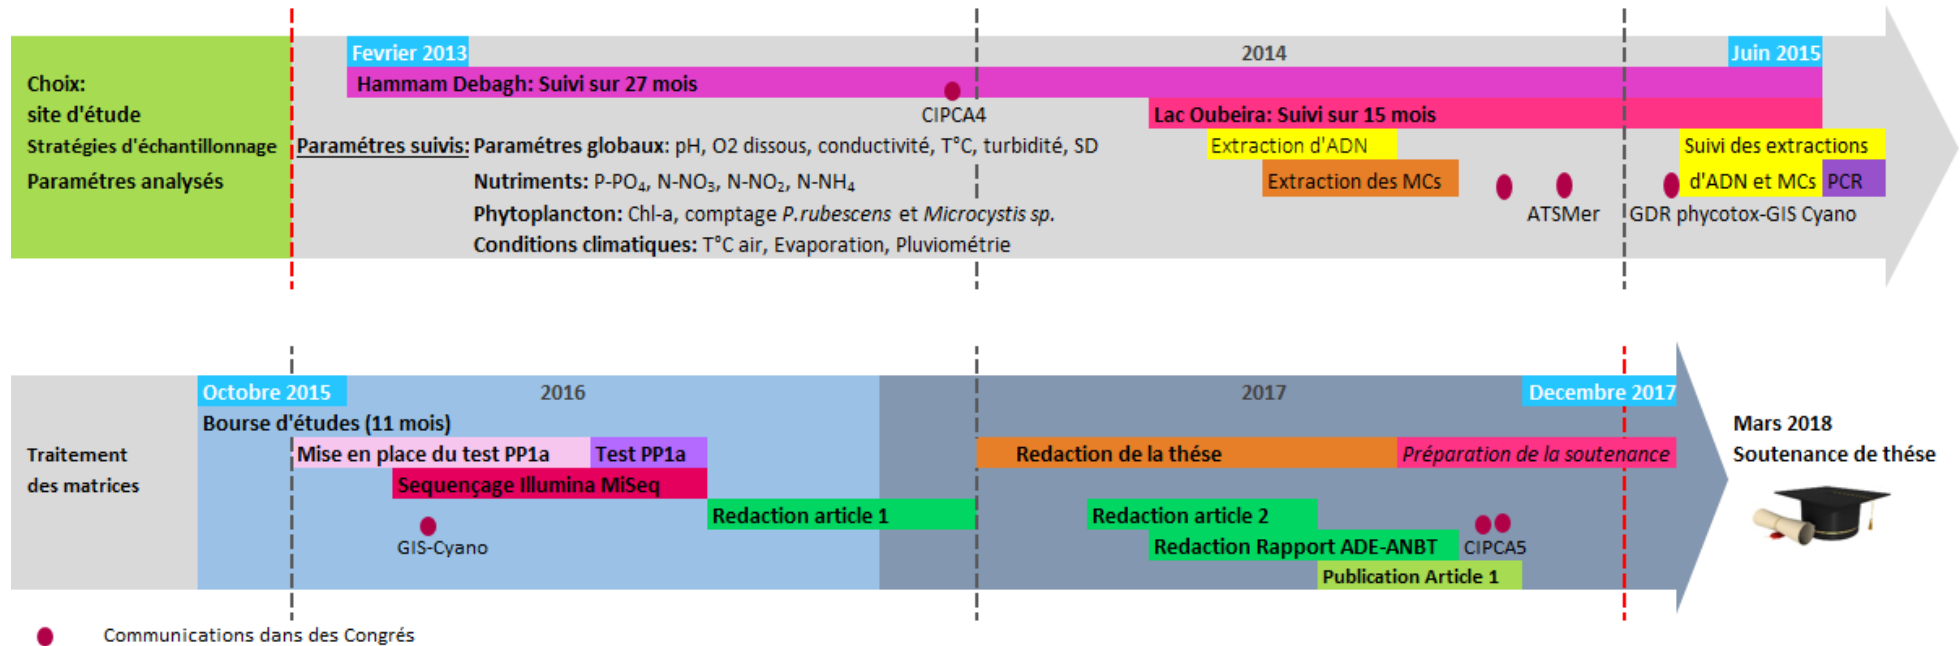 Fevrier 2013
2014
Juin 2015
Choix:
site d'étude
Stratégies d'échantillonnage
Paramétres analysés
Hammam Debagh: Suivi sur 27 mois
CIPCA4
Lac Oubeira: Suivi sur 15 mois
Paramétres suivis: Paramétres globaux: pH, O2 dissous, conductivité, T°C, turbidité, SD
Nutriments: P-PO₄, N-NO₃, N-NO₂, N-NH₄
Phytoplancton: Chl-a, comptage P.rubescens et Microcystis sp.
Conditions climatiques: T°C air, Evaporation, Pluviométrie
Extraction d'ADN
Extraction des MCs
ATSMer
Suivi des extractions
d'ADN et MCs
PCR
GDR phycotox-GIS Cyano
Octobre 2015
2016
2017
Decembre 2017
Bourse d'études (11 mois)
Traitement
des matrices
Mise en place du test PP1a
Test PP1a
Sequençage Illumina MiSeq
GIS-Cyano
Redaction article 1
Redaction de la thése
Préparation de la soutenance
Redaction article 2
Redaction Rapport ADE-ANBT
CIPCA5
Publication Article 1
Mars 2018
Soutenance de thése
Communications dans des Congrés